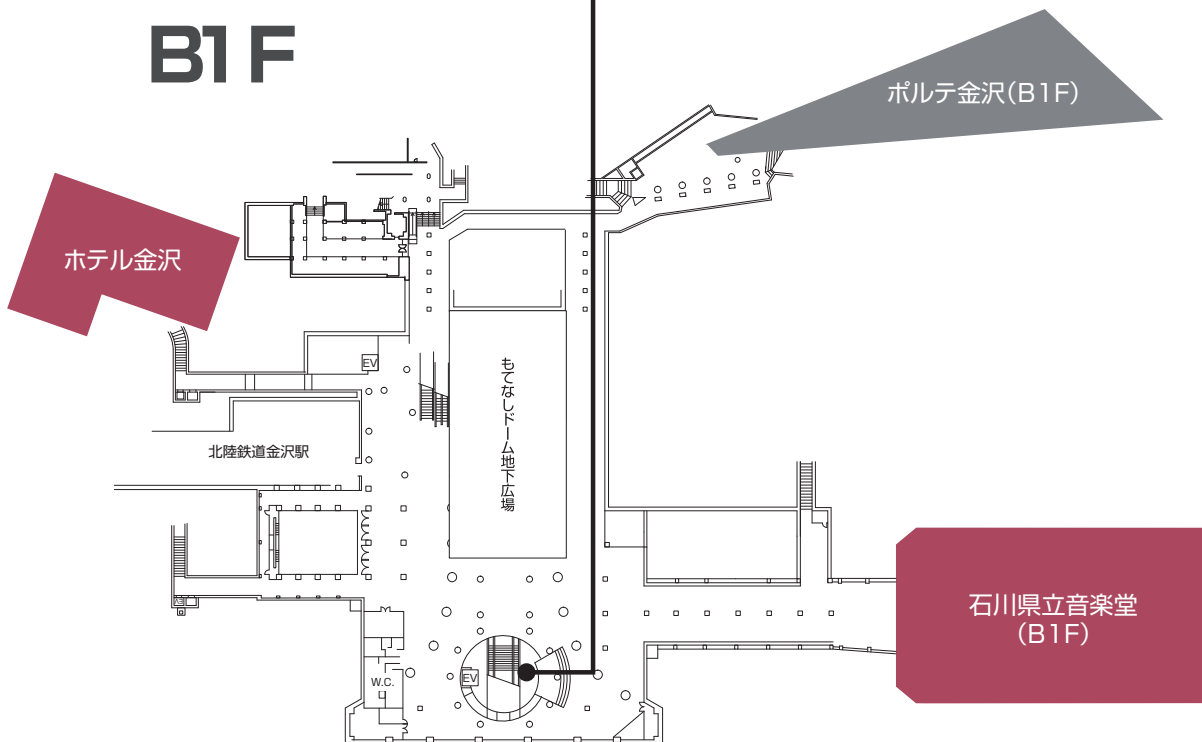 B1F
ポルテ金沢(B1F)
ホテル金沢
EV
もてなしドーム地下広場
北陸鉄道金沢駅
石川県立音楽堂
(B1F)
W.C.
EV